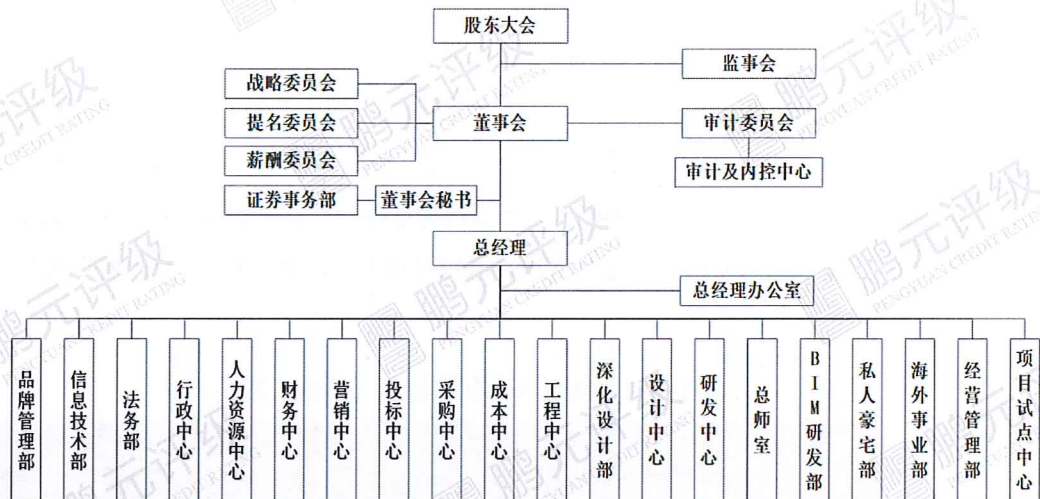 股东大会
监事会
战略委员会
提名委员会
董事会
审计委员会
薪酬委员会
审计及内控中心
证券事务部
董事会秘书
总经理
总经理办公室
品牌管理部
信息技术部
法务部
行政中心
人力资源中心
财务中心
营销中心
投标中心
采购中心
成本中心
工程中心
深化设计部
设计中心
研发中心
总师室
BIM研发部
私人豪宅部
海外事业部
经营管理部
项目试点中心
鹏元评级
PENGYUAN CREDIT RATING